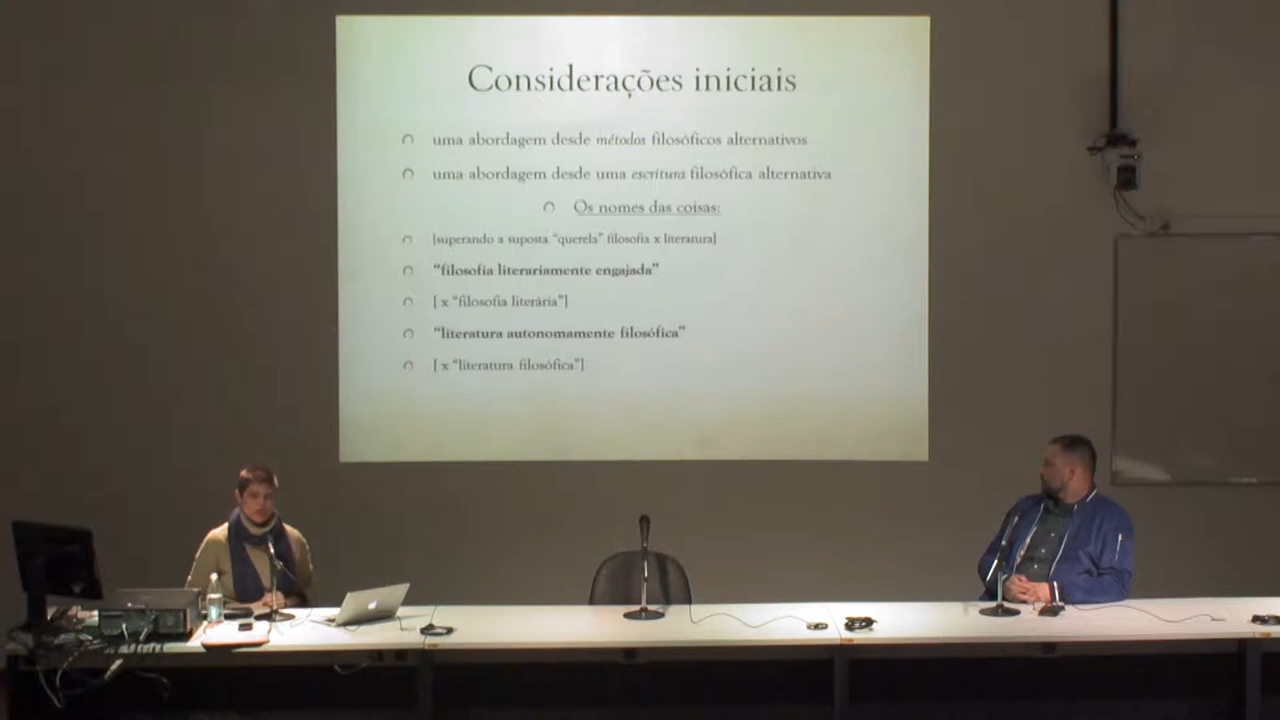 Considerações iniciais
uma abordagem desde métodos filosóficos alternativos
uma abordagem desde uma escritura filosófica alternativa
Os nomes das coisas:
[superando a suposta "querela" filosofia x literatura]
"filosofia literariamente engajada"
[ x "filosofia literária"]
"literatura autonomamente filosófica"
[ x "literatura filosófica"]